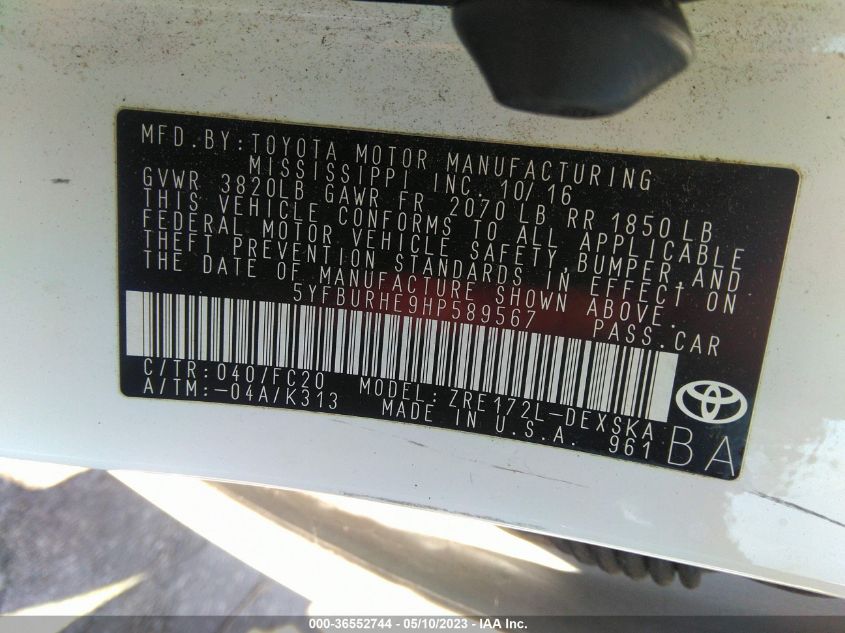 MFD.BY:TOYOTA MOTOR MANUFACTURING
MISSISSIPPI INC. 10/16
GVWR 3820LB GAWR FR 2070 LB RR 1850LB
THIS VEHICLE CONFORMS TO ALL APPLICABLE
FEDERAL MOTOR VEHICLE SAFETY,BUMPER,AND
THEFT PREVENTION STANDARDS IN EFFECT ON
THE DATE OF MANUFACTURE SHOWN ABOVE.
5YFBURHE9HP589567 PASS.CAR
C/TR:040/FC20 MODEL:ZRE172L-DEXSKA
A/TM:-04A/K313 MADE IN U.S.A. 961
BA
000-36552744 — 05/10/2023 — IAA Inc.